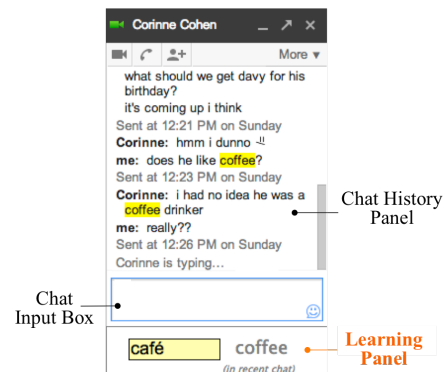 Corinne Cohen
More
what should we get davy for his
birthday?
it's coming up i think
Sent at 12:21 PM on Sunday
Corinne: hmm i dunno =/
me: does he like coffee?
Sent at 12:23 PM on Sunday
Corinne: i had no idea he was a
coffee drinker
me: really??
Sent at 12:26 PM on Sunday
Corinne is typing...
Chat History
Panel
Chat
Input Box
café coffee
(in recent chat)
Learning
Panel